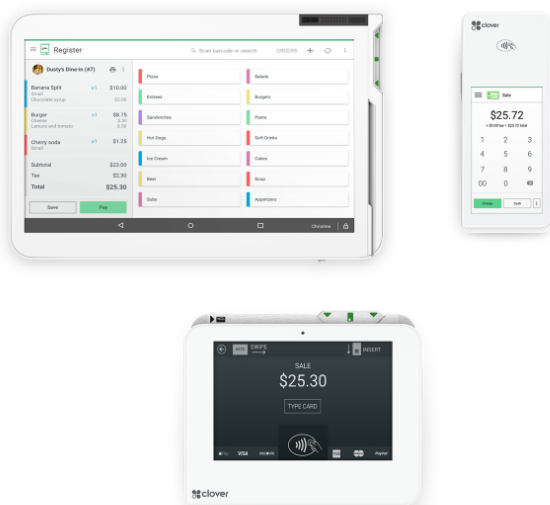 Register
Scan barcode or search
ORDERS
Dusty's Dine-in (#7)
Banana Split x1 $10.00
Small
Chocolate syrup $0.00
Burger x1 $8.75
Cheese
Lettuce and tomato
Cherry soda x1 $1.25
Small
Subtotal $23.00
Tax $2.30
Total $25.30
Save
Pay
Pizza
Salads
Entrees
Burgers
Sandwiches
Pasta
Hot Dogs
Soft Drinks
Ice Cream
Cakes
Beer
Soup
Subs
Appetizers
Christine
clover
Sale
$25.72
1 2 3
4 5 6
7 8 9
00 0
SWIPE
INSERT
SALE
$25.30
TYPE CARD
Pay
VISA
PayPal
clover